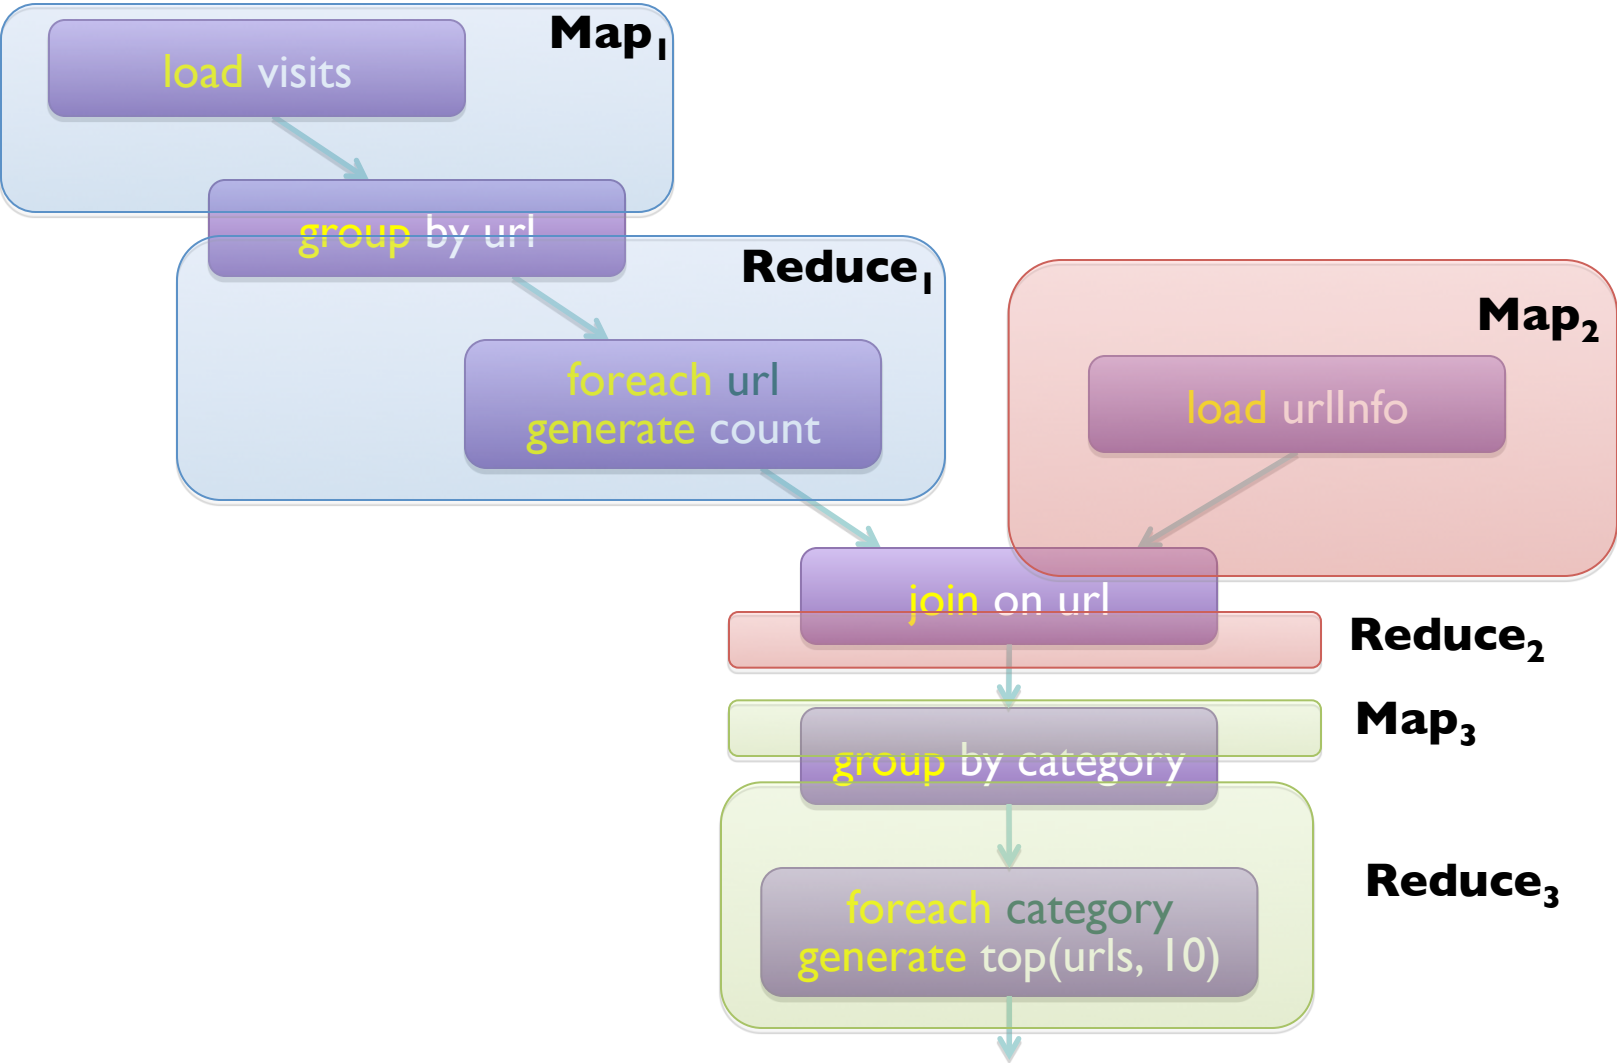 Map1
load visits
group by url
Reduce1
foreach url
generate count
Map2
load urlInfo
join on url
Reduce2
Map3
group by category
Reduce3
foreach category
generate top(urls, 10)